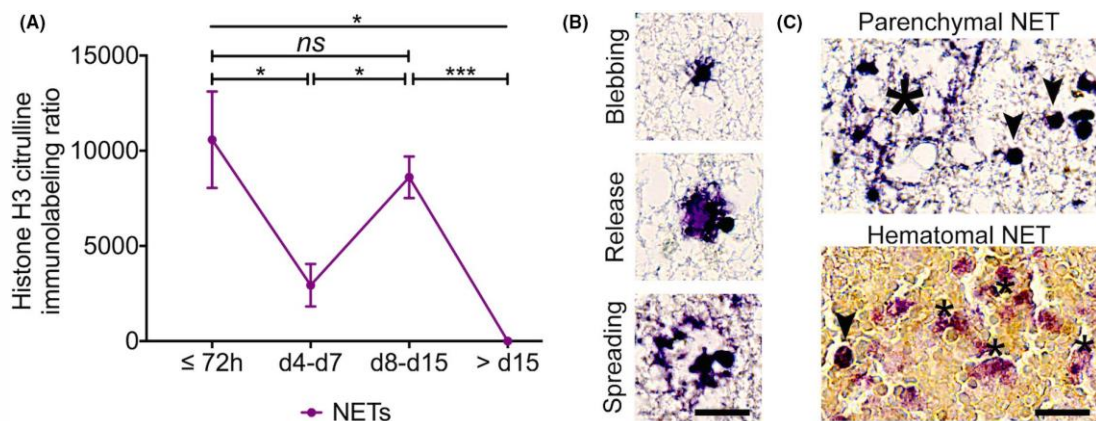 (A)
*
ns
* * ***
Histone H3 citrulline
immunolabeling ratio
15000
10000
5000
0
≤ 72h d4-d7 d8-d15 > d15
NETs
(B)
Blebbing
Release
Spreading
(C)
Parenchymal NET
*
Hematomal NET
* * * *